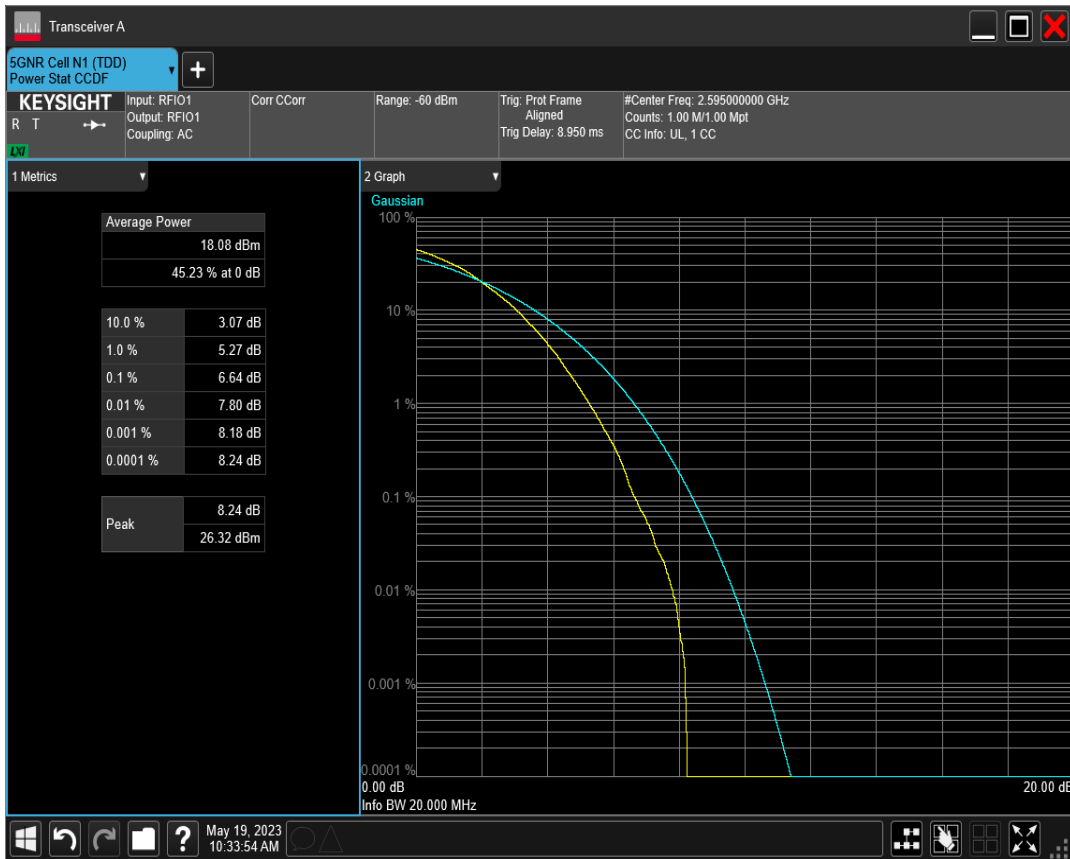 Transceiver A
5GNR Cell N1 (TDD)
Power Stat CCDF
+
KEYSIGHT
R T
LXI
Input: RFIO1
Output: RFIO1
Coupling: AC
Corr CCorr
Range: -60 dBm
Trig: Prot Frame
Aligned
Trig Delay: 8.950 ms
#Center Freq: 2.595000000 GHz
Counts: 1.00 M/1.00 Mpt
CC Info: UL, 1 CC
1 Metrics
Average Power
18.08 dBm
45.23 % at 0 dB
10.0 % 3.07 dB
1.0 % 5.27 dB
0.1 % 6.64 dB
0.01 % 7.80 dB
0.001 % 8.18 dB
0.0001 % 8.24 dB
Peak 8.24 dB
26.32 dBm
2 Graph
Gaussian
100 %
10 %
1 %
0.1 %
0.01 %
0.001 %
0.0001 %
0.00 dB 20.00 dB
Info BW 20.000 MHz
?
May 19, 2023
10:33:54 AM